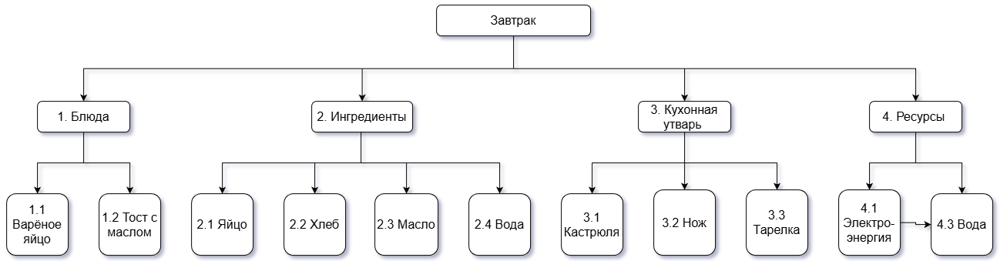 Завтрак
1. Блюда
2. Ингредиенты
3. Кухонная
утварь
4. Ресурсы
1.1
Варёное
яйцо
1.2 Тост с
маслом
2.1 Яйцо
2.2 Хлеб
2.3 Масло
2.4 Вода
3.1
Кастрюля
3.2 Нож
3.3
Тарелка
4.1
Электро-
энергия
4.3 Вода